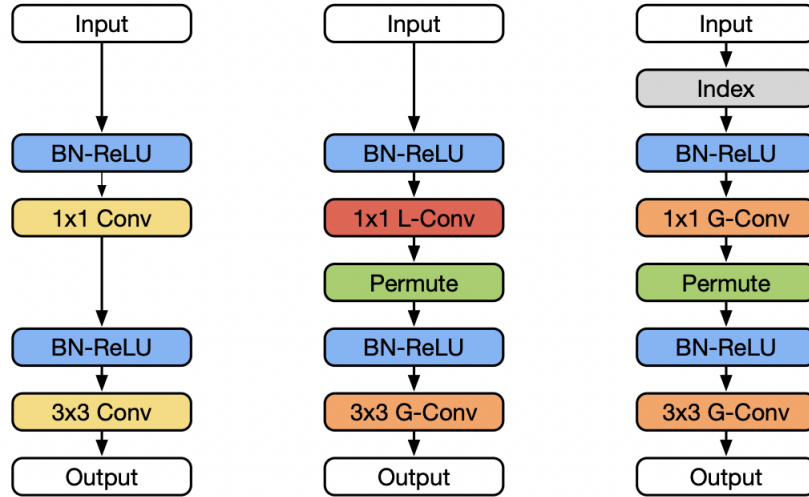 Input
BN-ReLU
1x1 Conv
BN-ReLU
3x3 Conv
Output
Input
BN-ReLU
1x1 L-Conv
Permute
BN-ReLU
3x3 G-Conv
Output
Input
Index
BN-ReLU
1x1 G-Conv
Permute
BN-ReLU
3x3 G-Conv
Output